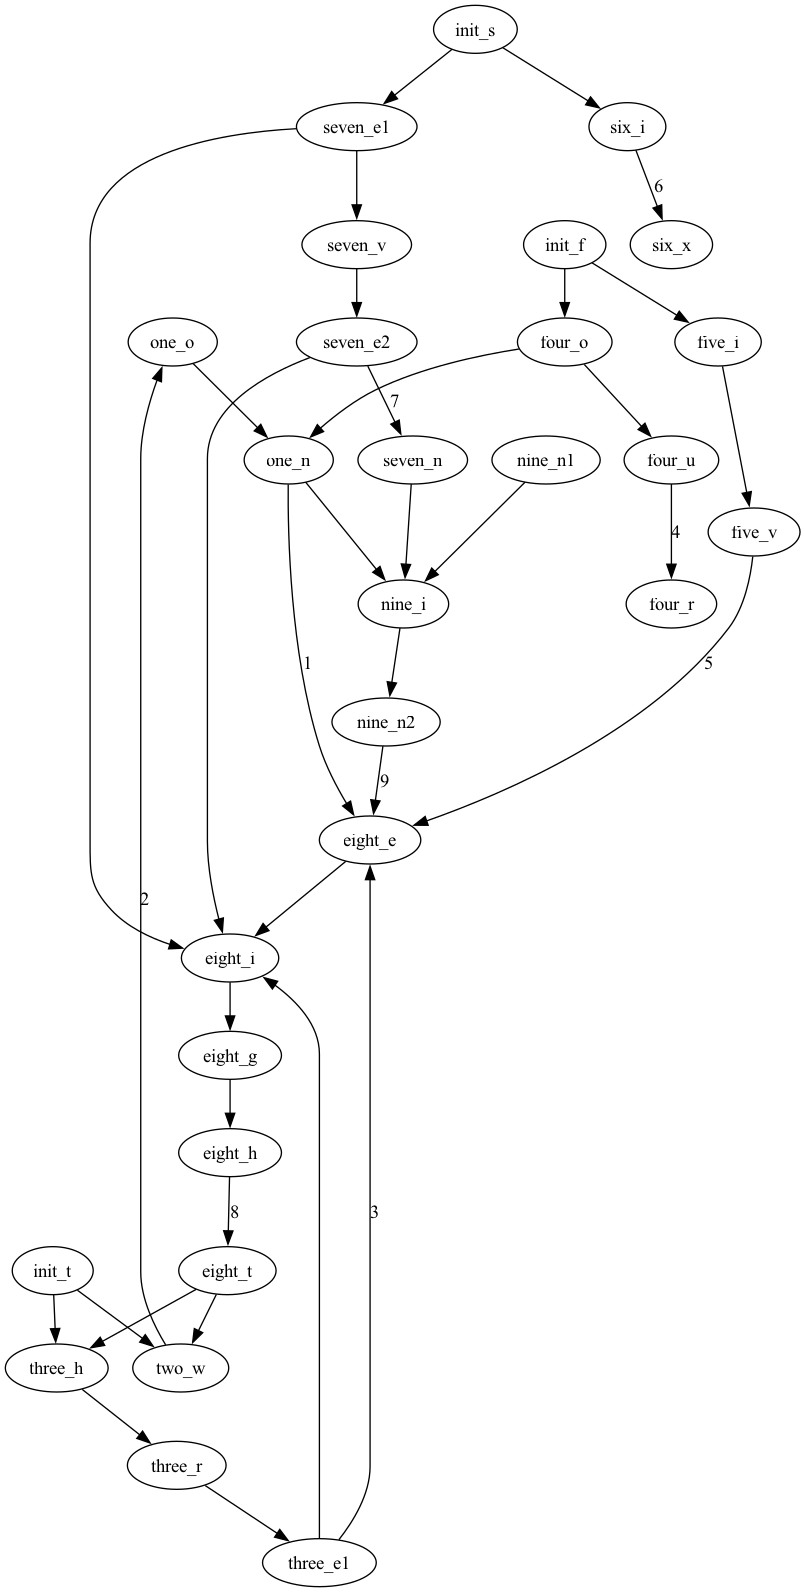 init_s
seven_e1
six_i
6
seven_v
init_f
six_x
one_o
seven_e2
four_o
five_i
7
one_n
seven_n
nine_n1
four_u
five_v
4
nine_i
four_r
1
5
nine_n2
9
eight_e
2
eight_i
eight_g
eight_h
8
3
init_t
eight_t
three_h
two_w
three_r
three_e1